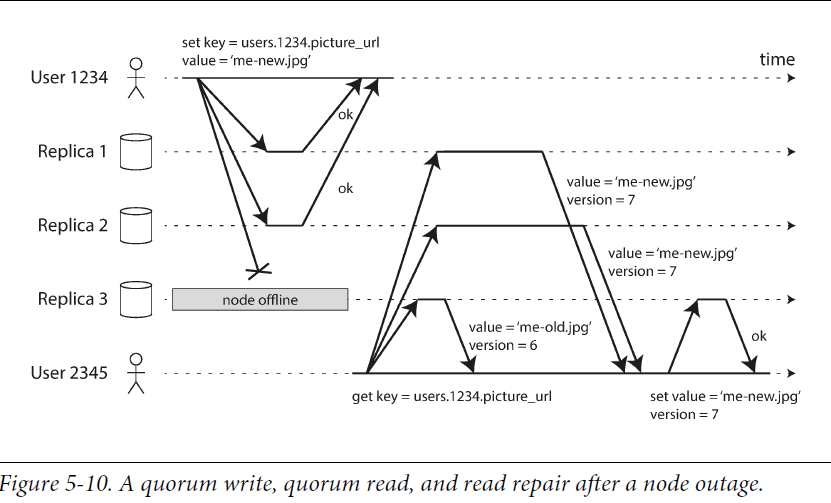 set key = users.1234.picture_url
value = ‘me-new.jpg’
time
User 1234
ok
Replica 1
ok
value = ‘me-new.jpg’
version = 7
Replica 2
value = ‘me-new.jpg’
version = 7
Replica 3
node offline
value = ‘me-old.jpg’
version = 6
ok
User 2345
get key = users.1234.picture_url
set value = ‘me-new.jpg’
version = 7
Figure 5-10. A quorum write, quorum read, and read repair after a node outage.